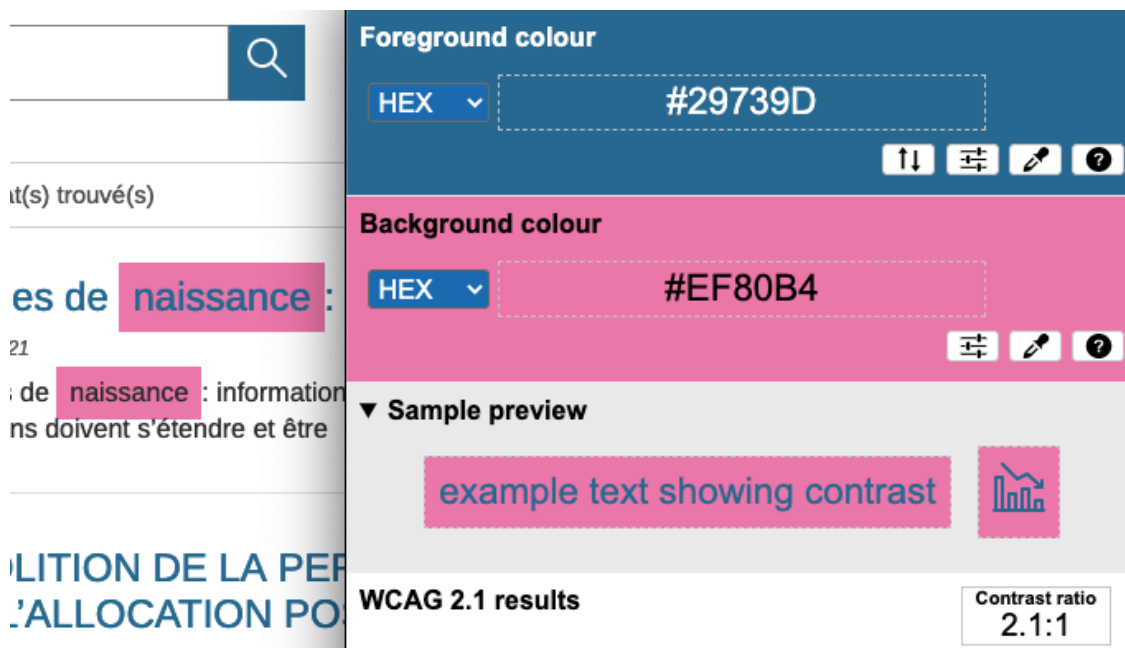 at(s) trouvé(s)
es de naissance :
21
de naissance : information
ns doivent s'étendre et être
LITION DE LA PER
L'ALLOCATION POS
Foreground colour
HEX
#29739D
Background colour
HEX
#EF80B4
▼ Sample preview
example text showing contrast
WCAG 2.1 results
Contrast ratio
2.1:1